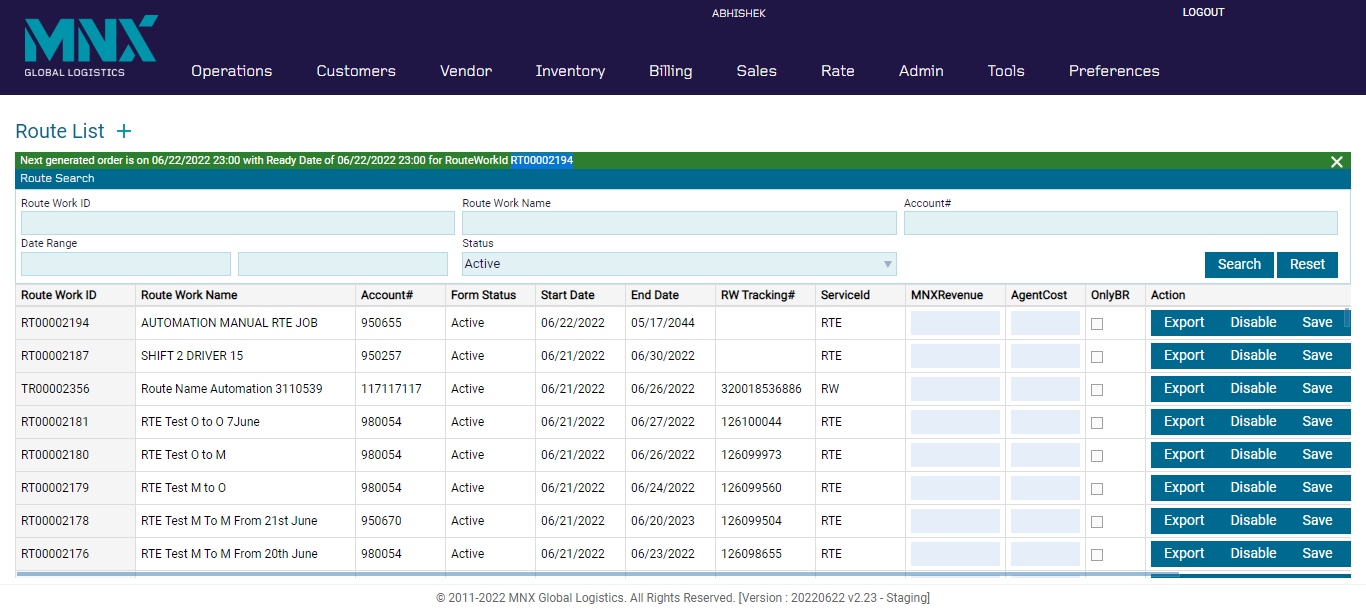 ABHISHEK
LOGOUT
MNX
GLOBAL LOGISTICS
Operations Customers Vendor Inventory Billing Sales Rate Admin Tools Preferences
Route List +
Next generated order is on 06/22/2022 23:00 with Ready Date of 06/22/2022 23:00 for RouteWorkId RT00002194
Route Search
Route Work ID Route Work Name Account#
Date Range Status
Active
Search Reset
Route Work ID Route Work Name Account# Form Status Start Date End Date RW Tracking# ServiceId MNXRevenue AgentCost OnlyBR Action
RT00002194 AUTOMATION MANUAL RTE JOB 950655 Active 06/22/2022 05/17/2044 RTE Export Disable Save
RT00002187 SHIFT 2 DRIVER 15 950257 Active 06/21/2022 06/30/2022 RTE Export Disable Save
TR00002356 Route Name Automation 3110539 117117117 Active 06/21/2022 06/26/2022 320018536886 RW Export Disable Save
RT00002181 RTE Test O to O 7June 980054 Active 06/21/2022 06/27/2022 126100044 RTE Export Disable Save
RT00002180 RTE Test O to M 980054 Active 06/21/2022 06/26/2022 126099973 RTE Export Disable Save
RT00002179 RTE Test M to O 980054 Active 06/21/2022 06/24/2022 126099560 RTE Export Disable Save
RT00002178 RTE Test M To M From 21st June 950670 Active 06/21/2022 06/20/2023 126099504 RTE Export Disable Save
RT00002176 RTE Test M To M From 20th June 980054 Active 06/21/2022 06/23/2022 126098655 RTE Export Disable Save
© 2011-2022 MNX Global Logistics. All Rights Reserved. [Version : 20220622 v2.23 - Staging]